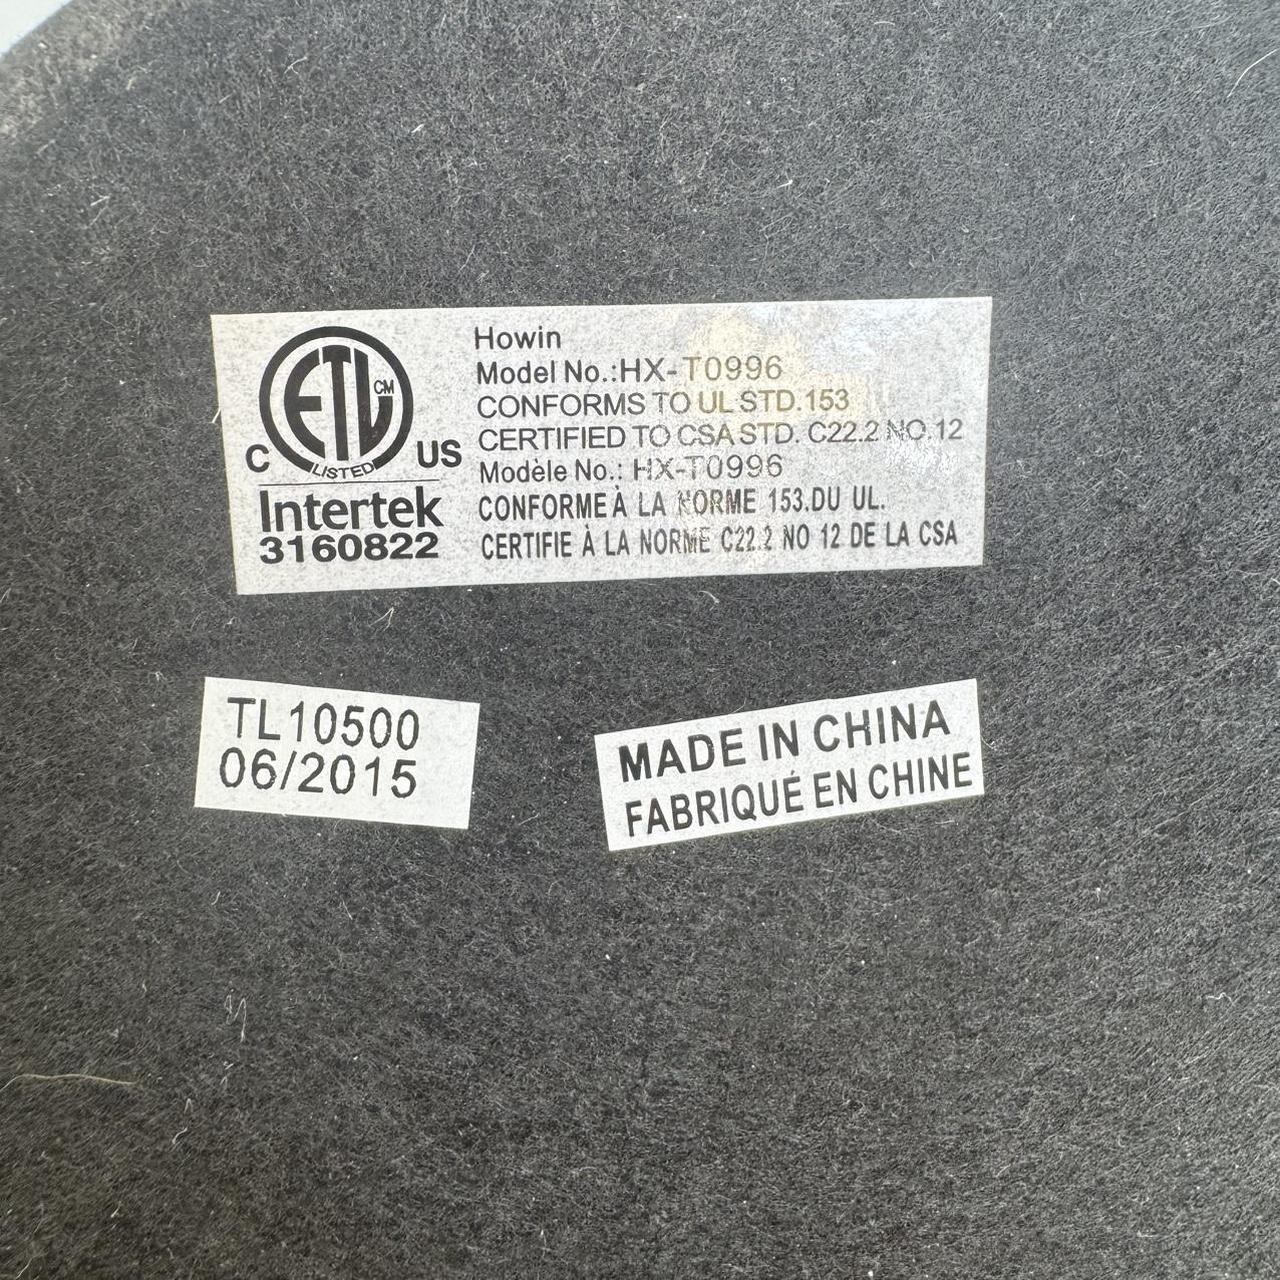 ETL CM
LISTED
C US
Intertek
3160822
Howin
Model No.:HX-T0996
CONFORMS TO UL STD.153
CERTIFIED TO CSA STD. C22.2 NO.12
Modèle No.: HX-T0996
CONFORME À LA NORME 153.DU UL.
CERTIFIE À LA NORME C22.2 NO 12 DE LA CSA
TL10500
06/2015
MADE IN CHINA
FABRIQUÉ EN CHINE